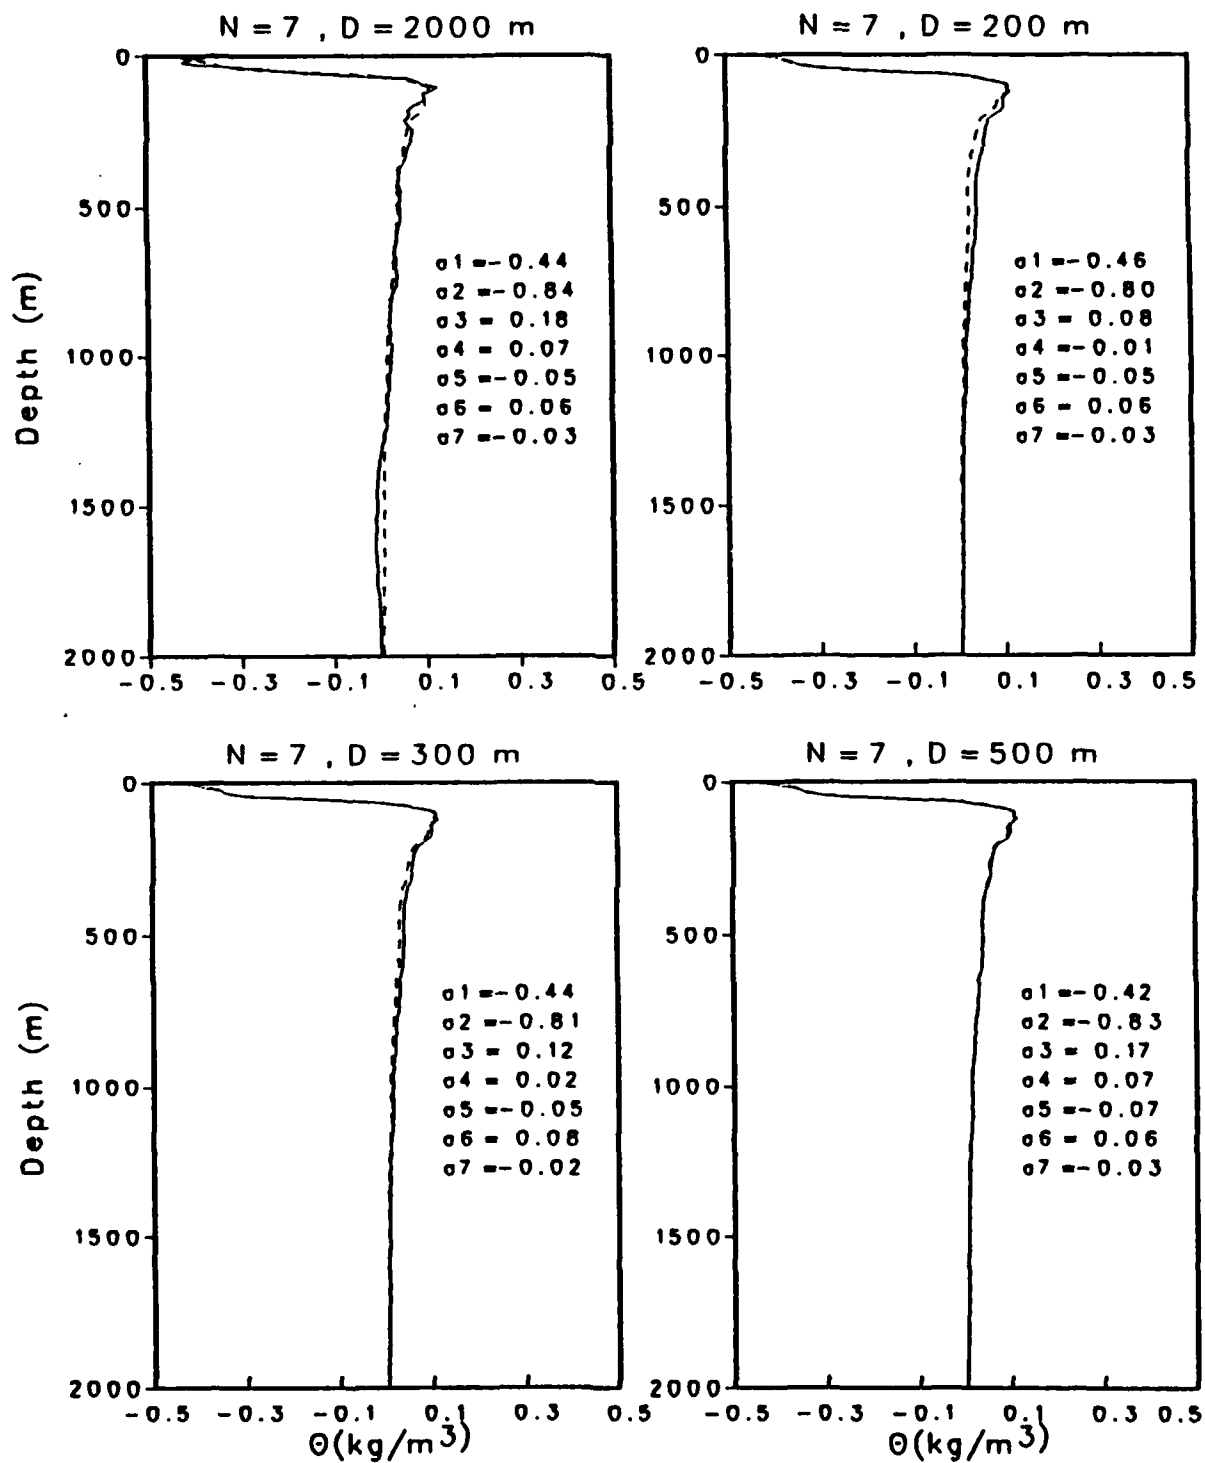 N = 7 , D = 2000 m
0
500
1000
1500
2000
Depth (m)
a1 =-0.44
a2 =-0.84
a3 = 0.18
a4 = 0.07
a5 =-0.05
a6 = 0.06
a7 =-0.03
-0.5 -0.3 -0.1 0.1 0.3 0.5
N = 7 , D = 200 m
0
500
1000
1500
2000
a1 =-0.46
a2 =-0.80
a3 = 0.08
a4 =-0.01
a5 =-0.05
a6 = 0.06
a7 =-0.03
-0.5 -0.3 -0.1 0.1 0.3 0.5
N = 7 , D = 300 m
0
500
1000
1500
2000
Depth (m)
a1 =-0.44
a2 =-0.81
a3 = 0.12
a4 = 0.02
a5 =-0.05
a6 = 0.08
a7 =-0.02
-0.5 -0.3 -0.1 0.1 0.3 0.5
Θ(kg/m³)
N = 7 , D = 500 m
0
500
1000
1500
2000
a1 =-0.42
a2 =-0.83
a3 = 0.17
a4 = 0.07
a5 =-0.07
a6 = 0.06
a7 =-0.03
-0.5 -0.3 -0.1 0.1 0.3 0.5
Θ(kg/m³)